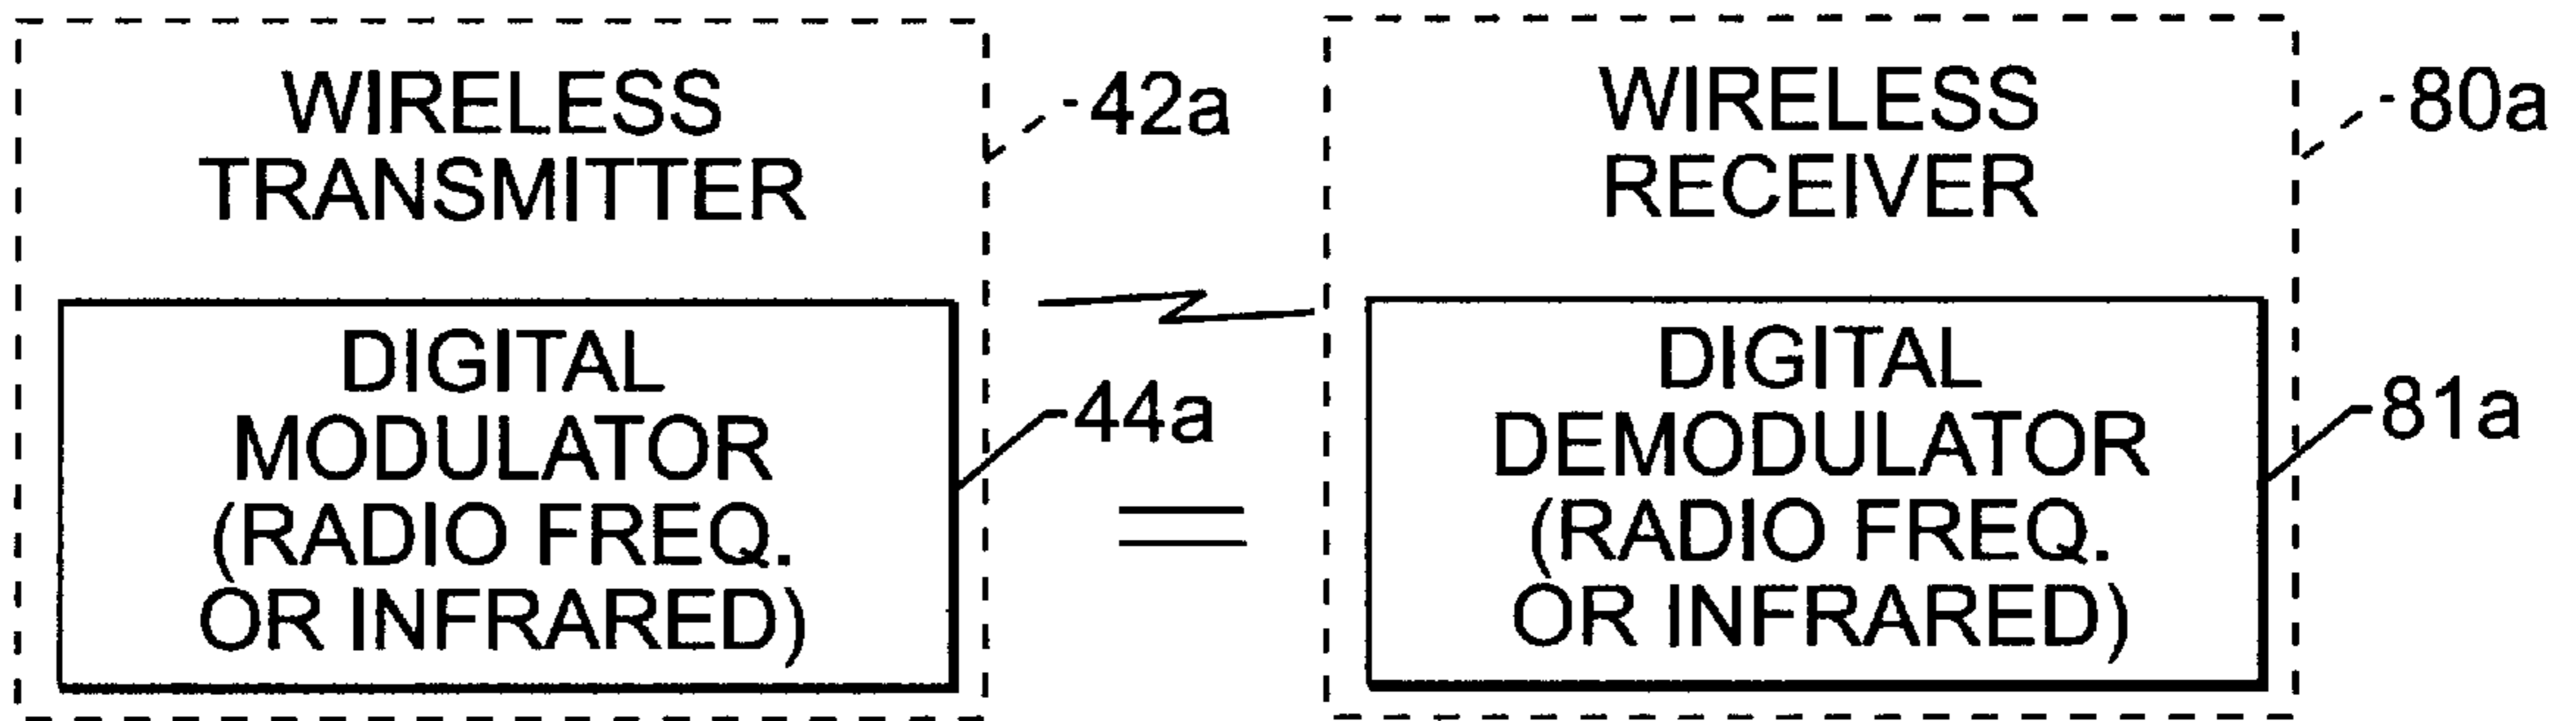 WIRELESS
TRANSMITTER
42a
DIGITAL
MODULATOR
(RADIO FREQ.
OR INFRARED)
44a
=
WIRELESS
RECEIVER
80a
DIGITAL
DEMODULATOR
(RADIO FREQ.
OR INFRARED)
81a